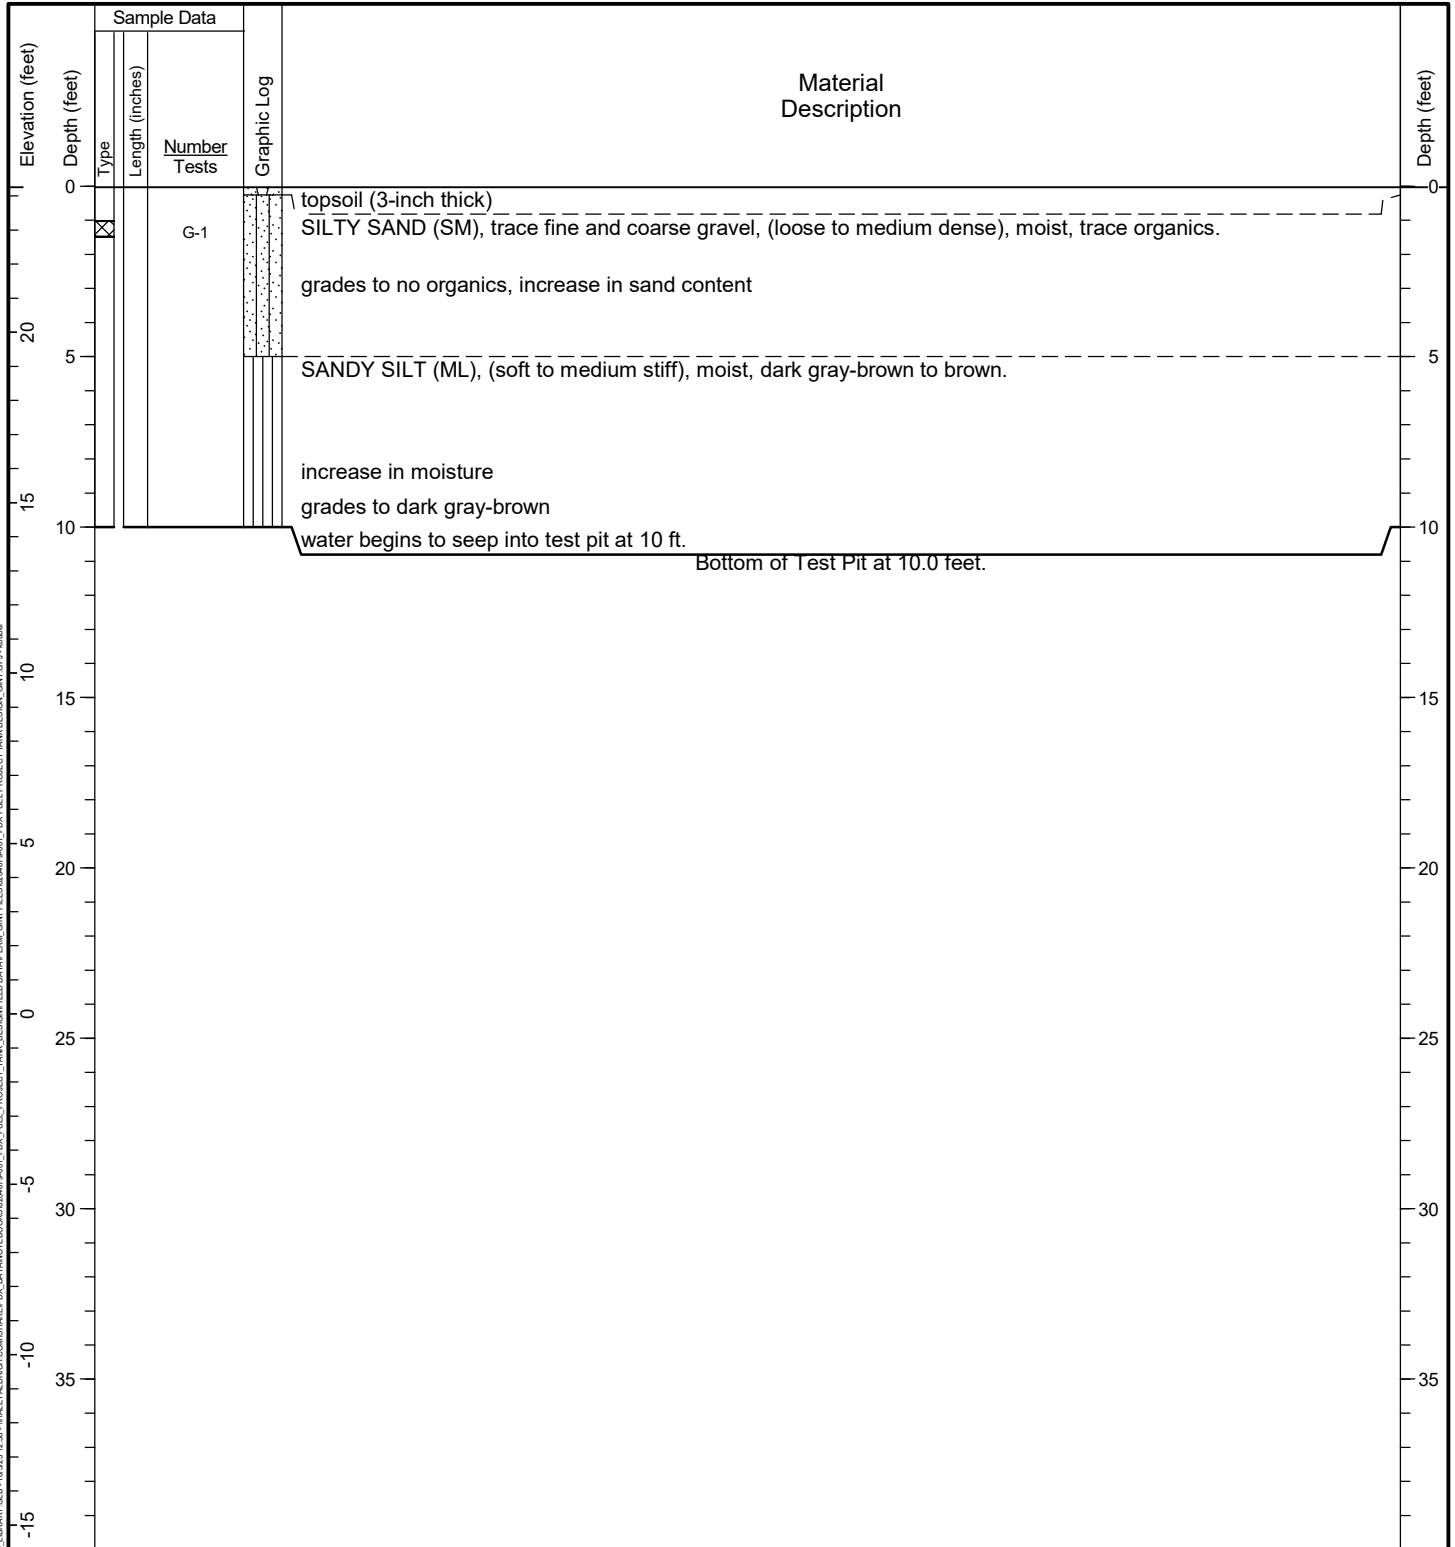 Sample Data
Elevation (feet)
Depth (feet)
Type
Length (inches)
Number
Tests
Graphic Log
Material
Description
Depth (feet)
0
0
topsoil (3-inch thick)
G-1
SILTY SAND (SM), trace fine and coarse gravel, (loose to medium dense), moist, trace organics.
grades to no organics, increase in sand content
20
5
5
SANDY SILT (ML), (soft to medium stiff), moist, dark gray-brown to brown.
increase in moisture
15
grades to dark gray-brown
10
10
water begins to seep into test pit at 10 ft.
Bottom of Test Pit at 10.0 feet.
10
15
15
5
20
20
0
25
25
-5
30
30
-10
35
35
-15